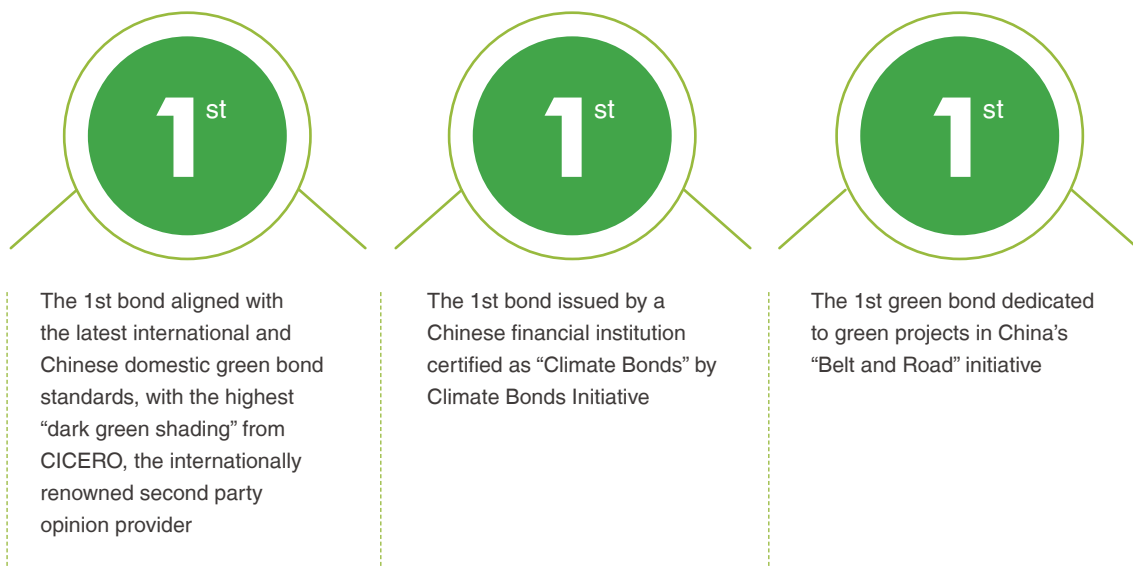 1st
The 1st bond aligned with
the latest international and
Chinese domestic green bond
standards, with the highest
“dark green shading” from
CICERO, the internationally
renowned second party
opinion provider
1st
The 1st bond issued by a
Chinese financial institution
certified as “Climate Bonds” by
Climate Bonds Initiative
1st
The 1st green bond dedicated
to green projects in China’s
“Belt and Road” initiative